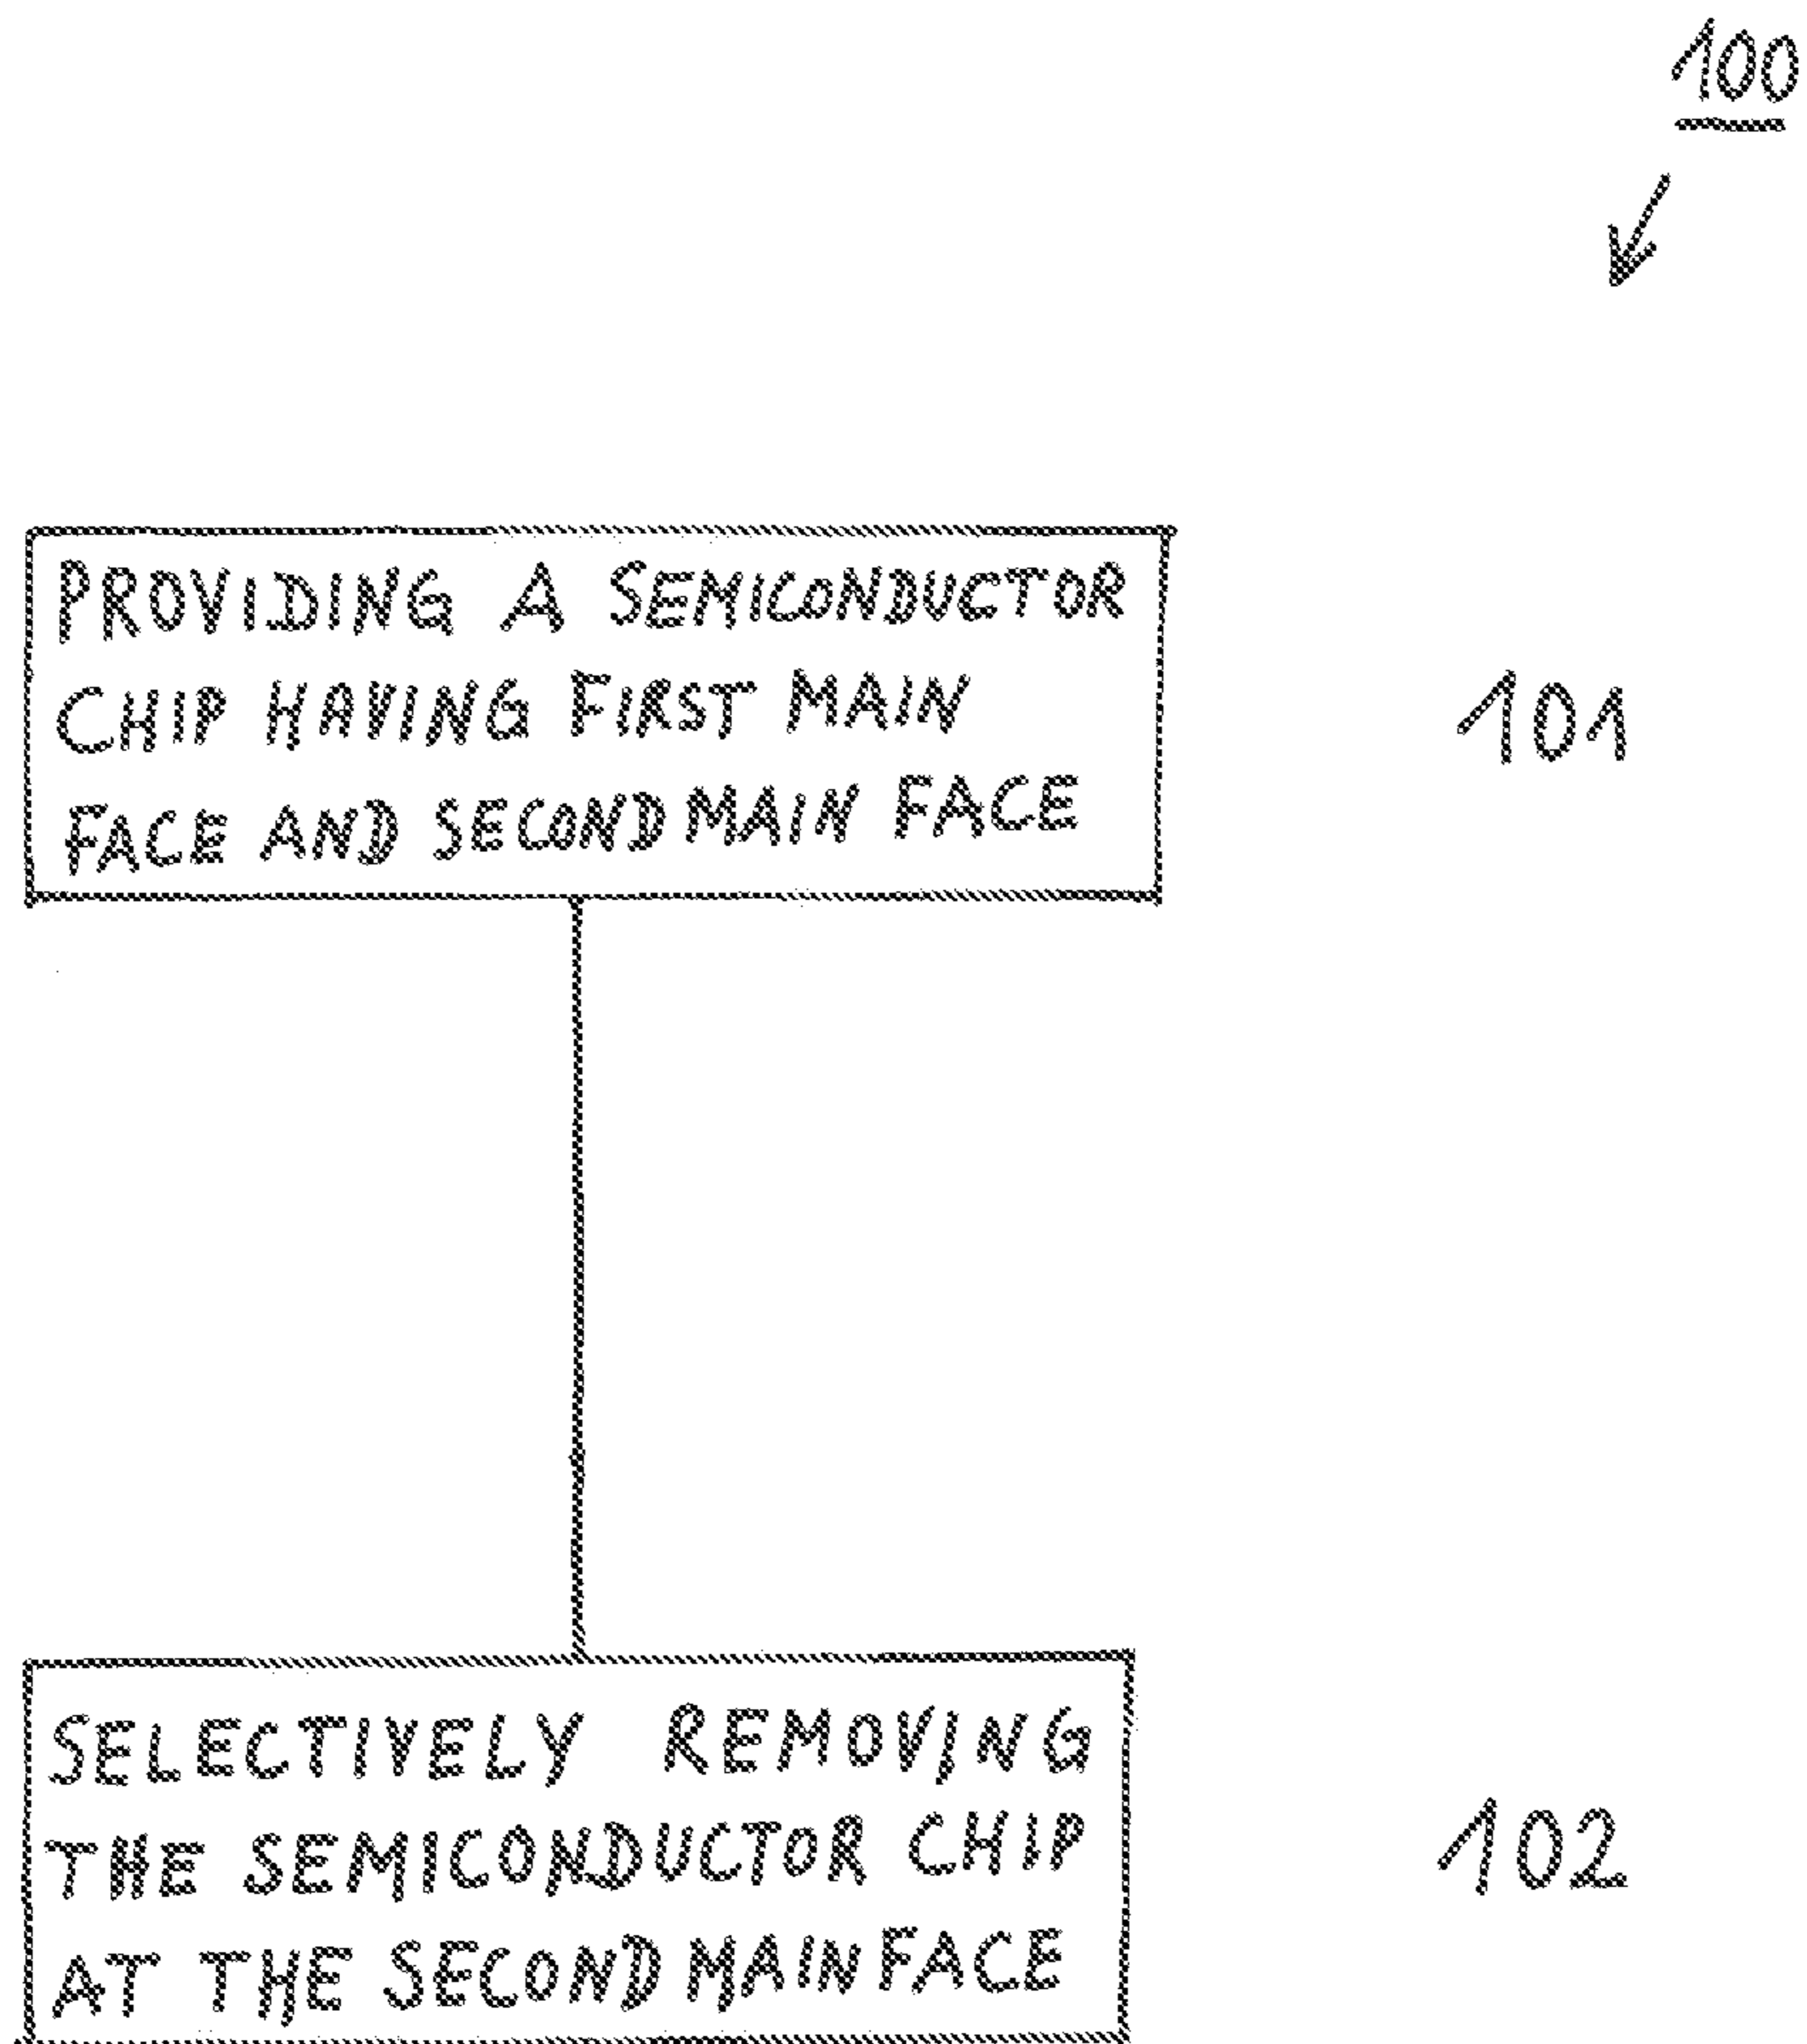 100
PROVIDING A SEMICONDUCTOR
CHIP HAVING FIRST MAIN
FACE AND SECOND MAIN FACE
101
SELECTIVELY REMOVING
THE SEMICONDUCTOR CHIP
AT THE SECOND MAIN FACE
102